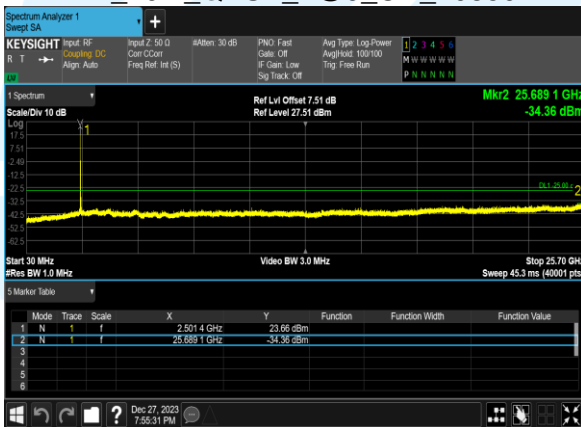 Spectrum Analyzer 1
Swept SA
+
KEYSIGHT Input: RF Input Z: 50 Ω #Atten: 30 dB PNO: Fast Avg Type: Log-Power 1 2 3 4 5 6
R T Coupling: DC Corr CCorr Gate: Off Avg|Hold: 100/100 M W W W W W
Align: Auto Freq Ref: Int (S) IF Gain: Low Trig: Free Run
Sig Track: Off P N N N N N
LV
1 Spectrum Ref Lvl Offset 7.51 dB Mkr2 25.689 1 GHz
Scale/Div 10 dB Ref Level 27.51 dBm -34.36 dBm
Log
17.5
7.51
-2.49
-12.5
-22.5
-32.5
-42.5
-52.5
-62.5
1
DL1 -25.00
2
Start 30 MHz Video BW 3.0 MHz Stop 25.70 GHz
#Res BW 1.0 MHz Sweep 45.3 ms (40001 pts)
5 Marker Table
Mode Trace Scale X Y Function Function Width Function Value
1 N 1 f 2.501 4 GHz 23.66 dBm
2 N 1 f 25.689 1 GHz -34.36 dBm
3
4
5
6
? Dec 27, 2023
7:55:31 PM